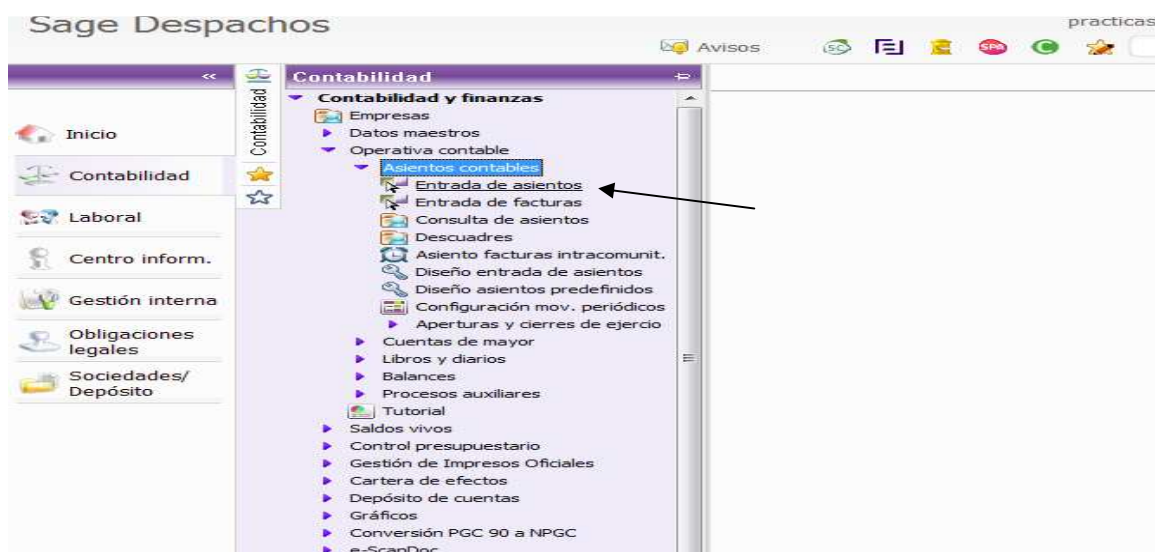 Sage Despachos
practicas
Avisos
SC
SPA
C
«
Contabilidad
Inicio
Contabilidad
Laboral
Centro inform.
Gestión interna
Obligaciones
legales
Sociedades/
Depósito
Contabilidad
Contabilidad y finanzas
Empresas
Datos maestros
Operativa contable
Asientos contables
Entrada de asientos
Entrada de facturas
Consulta de asientos
Descuadres
Asiento facturas intracomunit.
Diseño entrada de asientos
Diseño asientos predefinidos
Configuración mov. periódicos
Aperturas y cierres de ejercio
Cuentas de mayor
Libros y diarios
Balances
Procesos auxiliares
Tutorial
Saldos vivos
Control presupuestario
Gestión de Impresos Oficiales
Cartera de efectos
Depósito de cuentas
Gráficos
Conversión PGC 90 a NPGC
e-ScanDoc